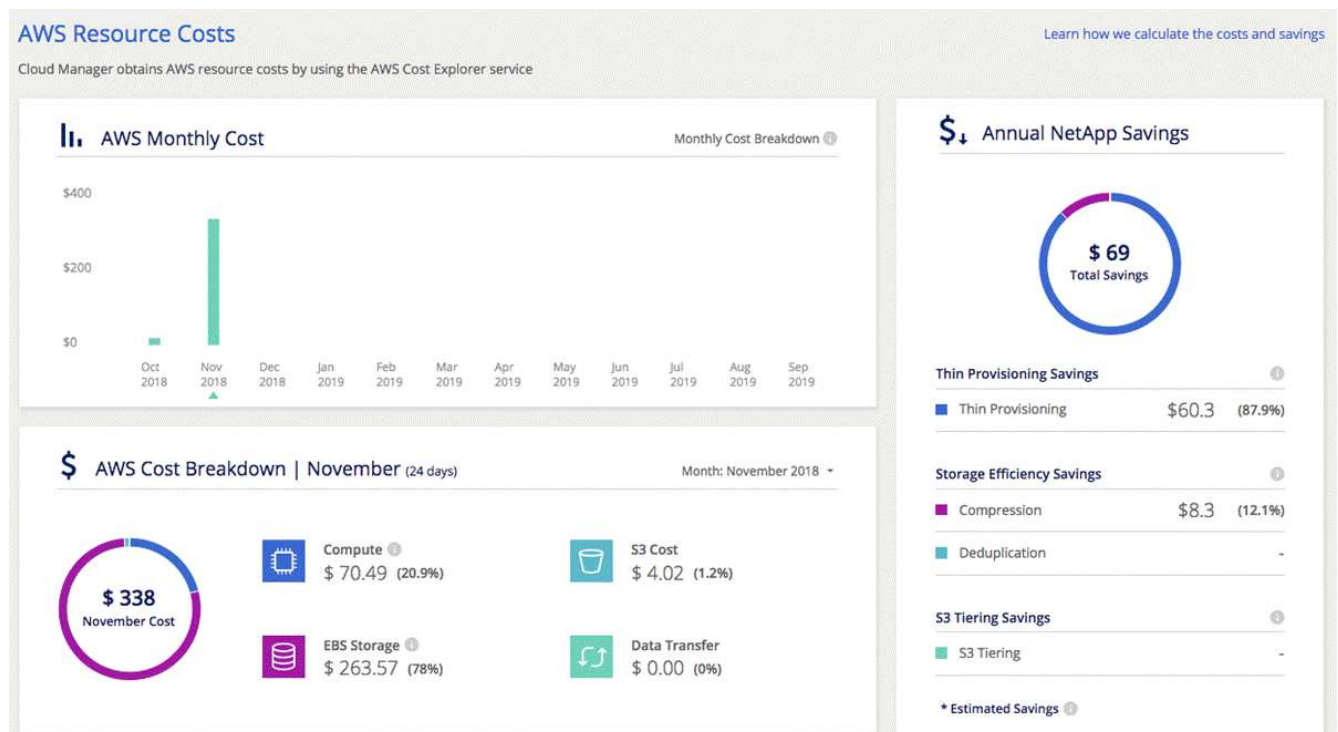 AWS Resource Costs
Learn how we calculate the costs and savings
Cloud Manager obtains AWS resource costs by using the AWS Cost Explorer service
AWS Monthly Cost
Monthly Cost Breakdown
$400
$200
$0
Oct Nov Dec Jan Feb Mar Apr May Jun Jul Aug Sep
2018 2018 2018 2019 2019 2019 2019 2019 2019 2019 2019 2019
AWS Cost Breakdown | November (24 days)
Month: November 2018
$ 338
November Cost
Compute
$ 70.49 (20.9%)
S3 Cost
$ 4.02 (1.2%)
EBS Storage
$ 263.57 (78%)
Data Transfer
$ 0.00 (0%)
Annual NetApp Savings
$ 69
Total Savings
Thin Provisioning Savings
Thin Provisioning $60.3 (87.9%)
Storage Efficiency Savings
Compression $8.3 (12.1%)
Deduplication -
S3 Tiering Savings
S3 Tiering -
* Estimated Savings